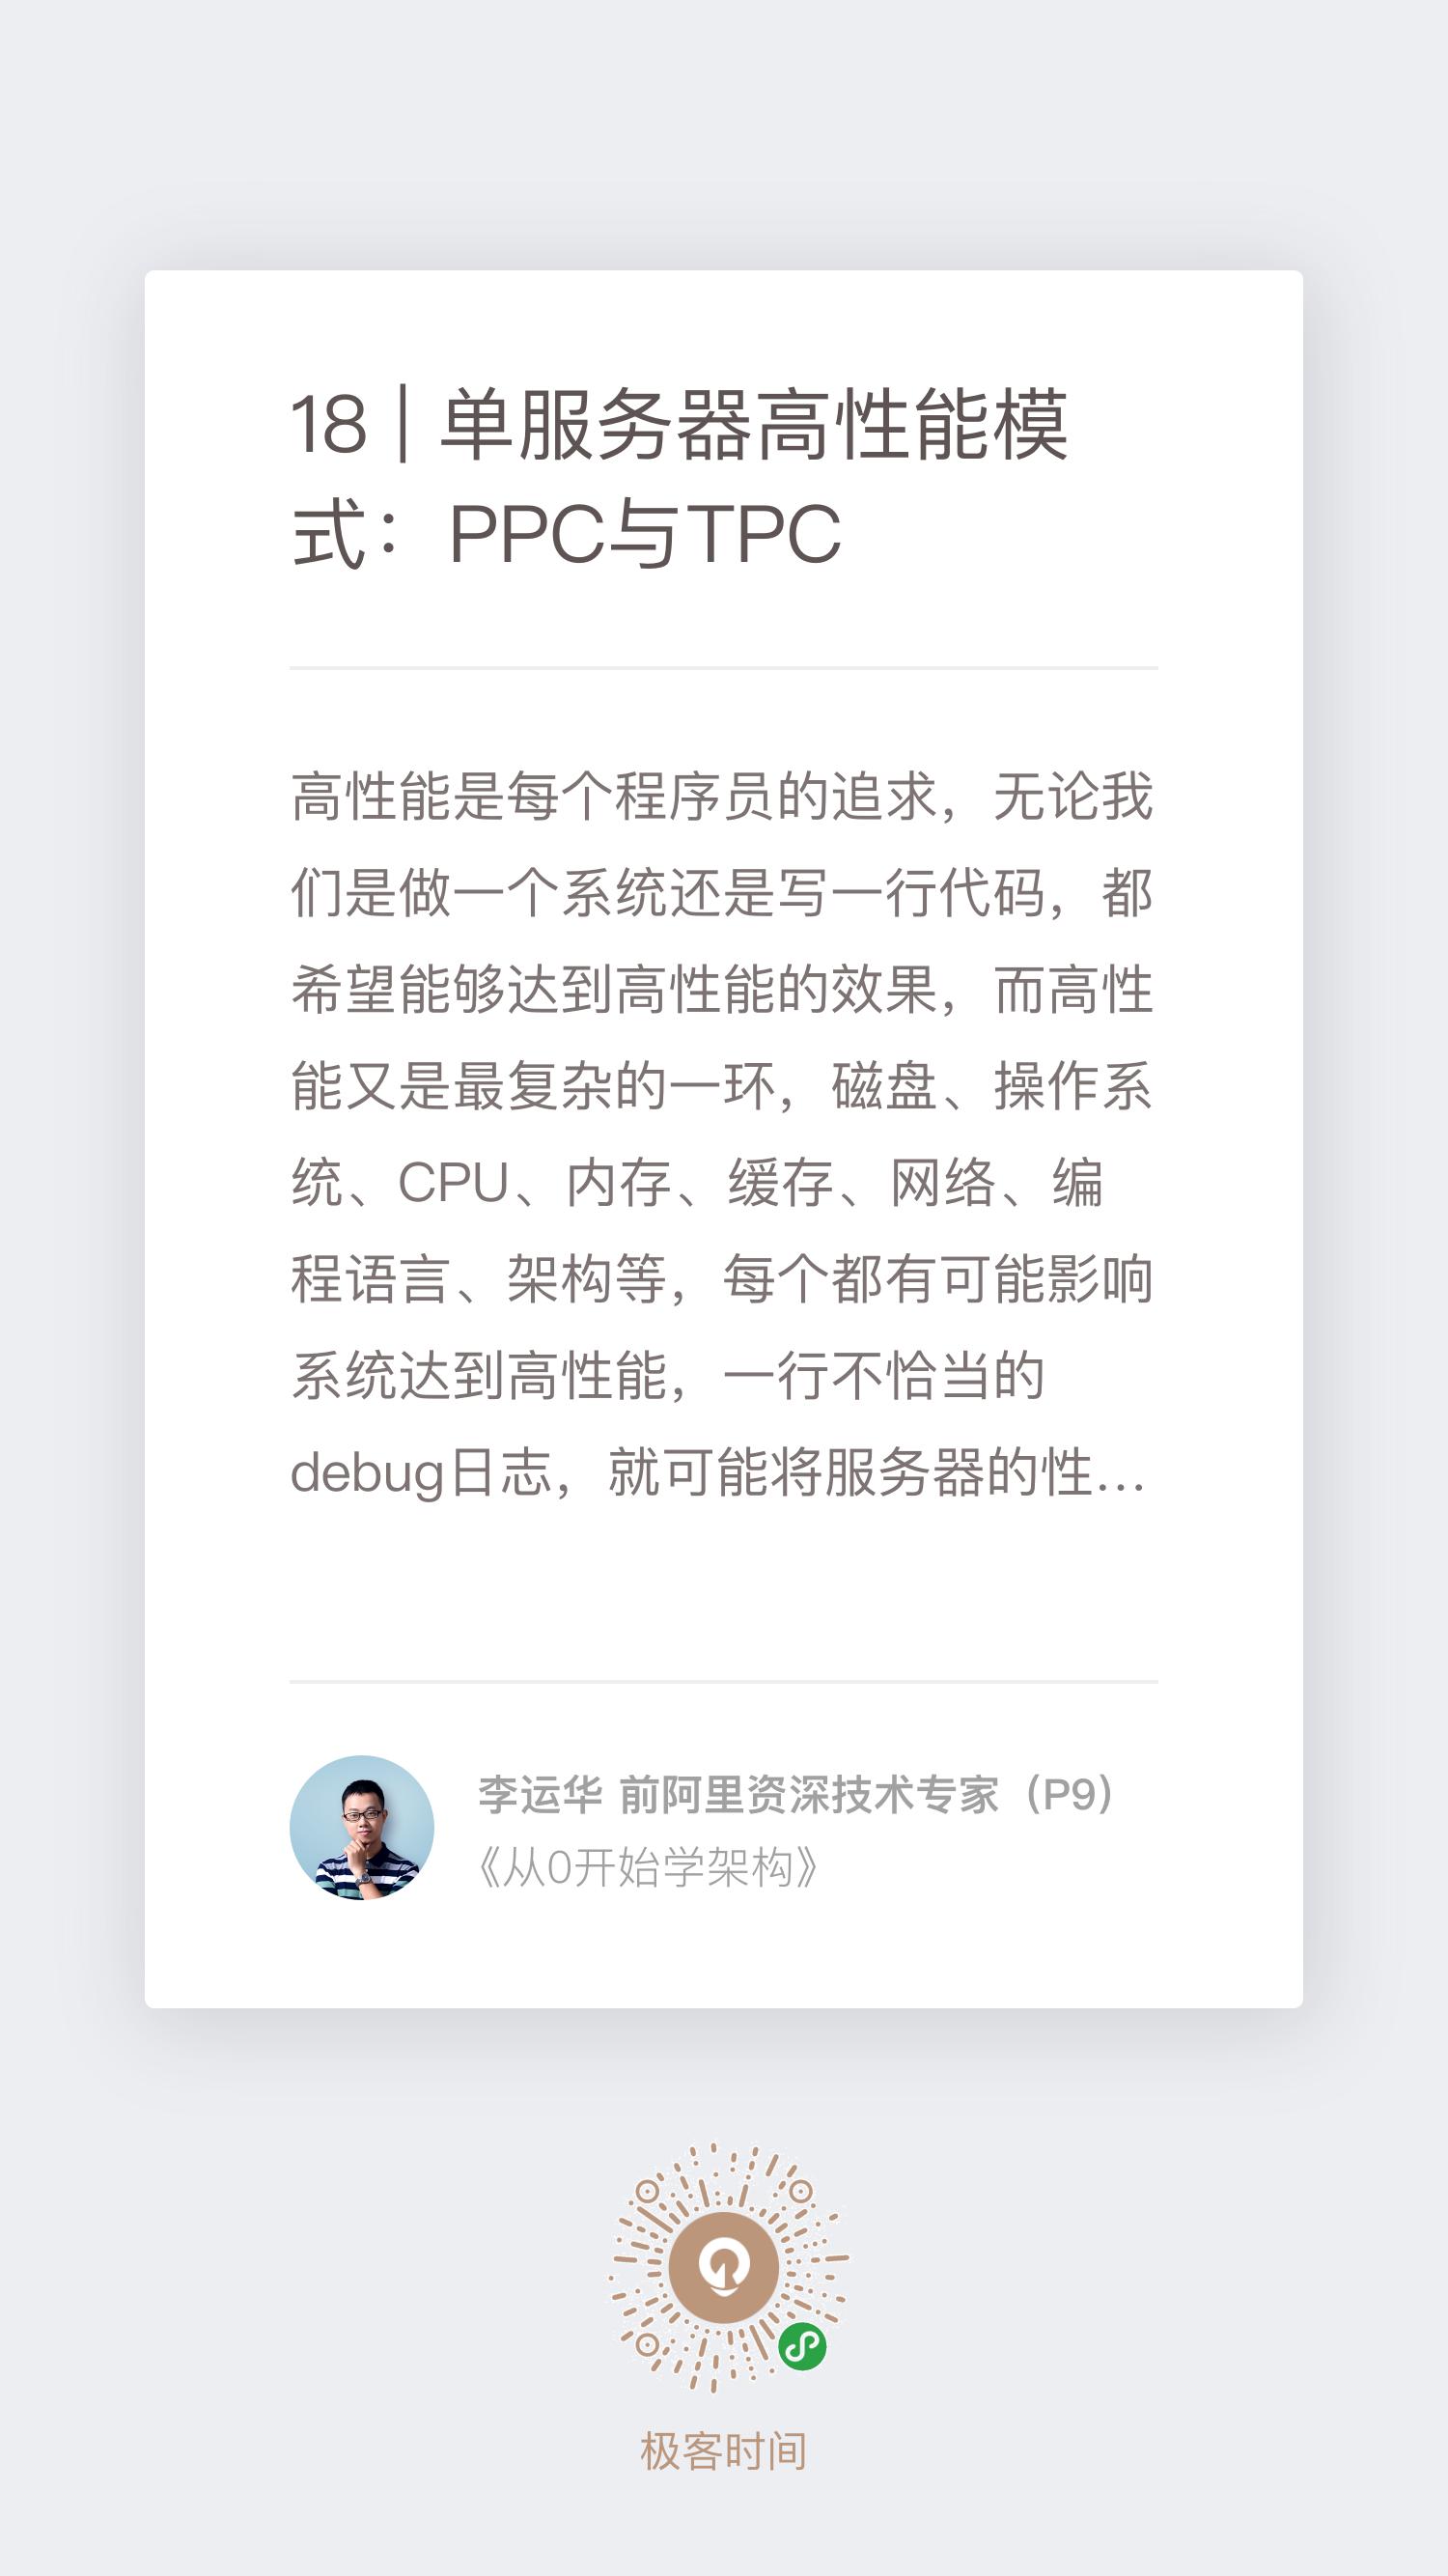 18 | 单服务器高性能模
式：PPC与TPC
高性能是每个程序员的追求，无论我
们是做一个系统还是写一行代码，都
希望能够达到高性能的效果，而高性
能又是最复杂的一环，磁盘、操作系
统、CPU、内存、缓存、网络、编
程语言、架构等，每个都有可能影响
系统达到高性能，一行不恰当的
debug日志，就可能将服务器的性...
李运华 前阿里资深技术专家（P9）
《从0开始学架构》
极客时间